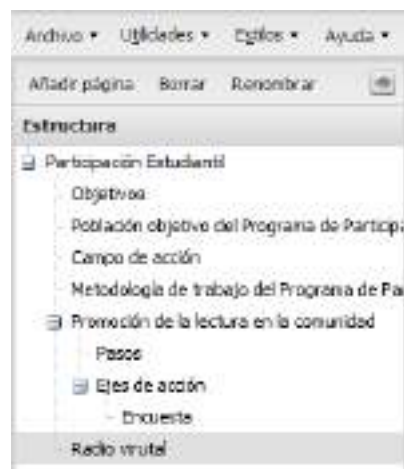 Archivo Utilidades Estilos Ayuda
Añadir página Borrar Renombrar
Estructura
Participación Estudiantil
Objetivos
Población objetivo del Programa de Particip
Campo de acción
Metodología de trabajo del Programa de Pa
Promoción de la lectura en la comunidad
Pasos
Ejes de acción
Encuesta
Radio virutal